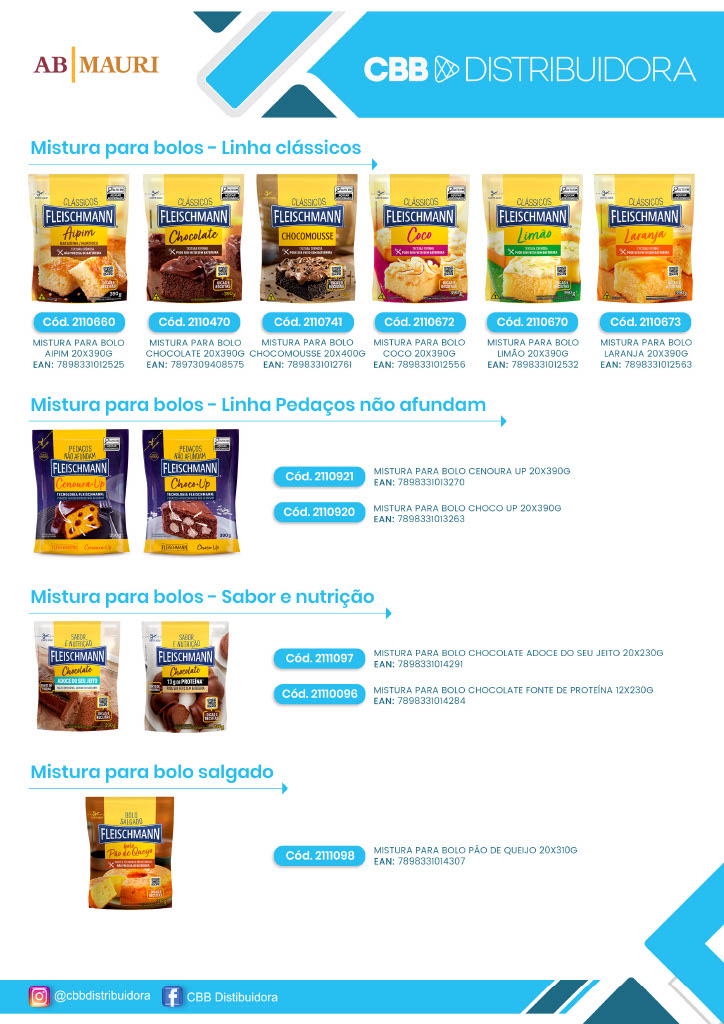 AB MAURI
CBB DISTRIBUIDORA
Mistura para bolos - Linha clássicos
CLÁSSICOS
FLEISCHMANN
Aipim
CLÁSSICOS
FLEISCHMANN
Chocolate
CLÁSSICOS
FLEISCHMANN
CHOCOMOUSSE
CLÁSSICOS
FLEISCHMANN
Coco
CLÁSSICOS
FLEISCHMANN
Limão
CLÁSSICOS
FLEISCHMANN
Laranja
Cód. 2110660
Cód. 2110470
Cód. 2110741
Cód. 2110672
Cód. 2110670
Cód. 2110673
MISTURA PARA BOLO
AIPIM 20X390G
EAN: 7898331012525
MISTURA PARA BOLO
CHOCOLATE 20X390G
EAN: 7897309408575
MISTURA PARA BOLO
CHOCOMOUSSE 20X400G
EAN: 7898331012761
MISTURA PARA BOLO
COCO 20X390G
EAN: 7898331012556
MISTURA PARA BOLO
LIMÃO 20X390G
EAN: 7898331012532
MISTURA PARA BOLO
LARANJA 20X390G
EAN: 7898331012563
Mistura para bolos - Linha Pedaços não afundam
PEDAÇOS
NÃO AFUNDAM
FLEISCHMANN
Cenoura-Up
TECNOLOGIA FLEISCHMANN
PEDAÇOS
NÃO AFUNDAM
FLEISCHMANN
Choco-Up
TECNOLOGIA FLEISCHMANN
390g
Cód. 2110921
MISTURA PARA BOLO CENOURA UP 20X390G
EAN: 7898331013270
Cód. 2110920
MISTURA PARA BOLO CHOCO UP 20X390G
EAN: 7898331013263
Mistura para bolos - Sabor e nutrição
SABOR
E NUTRIÇÃO
FLEISCHMANN
Chocolate
ADOCE DO SEU JEITO
SABOR
E NUTRIÇÃO
FLEISCHMANN
Chocolate
13g DE PROTEÍNA
Cód. 2111097
MISTURA PARA BOLO CHOCOLATE ADOCE DO SEU JEITO 20X230G
EAN: 7898331014291
Cód. 21110096
MISTURA PARA BOLO CHOCOLATE FONTE DE PROTEÍNA 12X230G
EAN: 7898331014284
Mistura para bolo salgado
BOLO
SALGADO
FLEISCHMANN
bolo
Pão de Queijo
Cód. 2111098
MISTURA PARA BOLO PÃO DE QUEIJO 20X310G
EAN: 7898331014307
@cbbdistribuidora
CBB Distibuidora